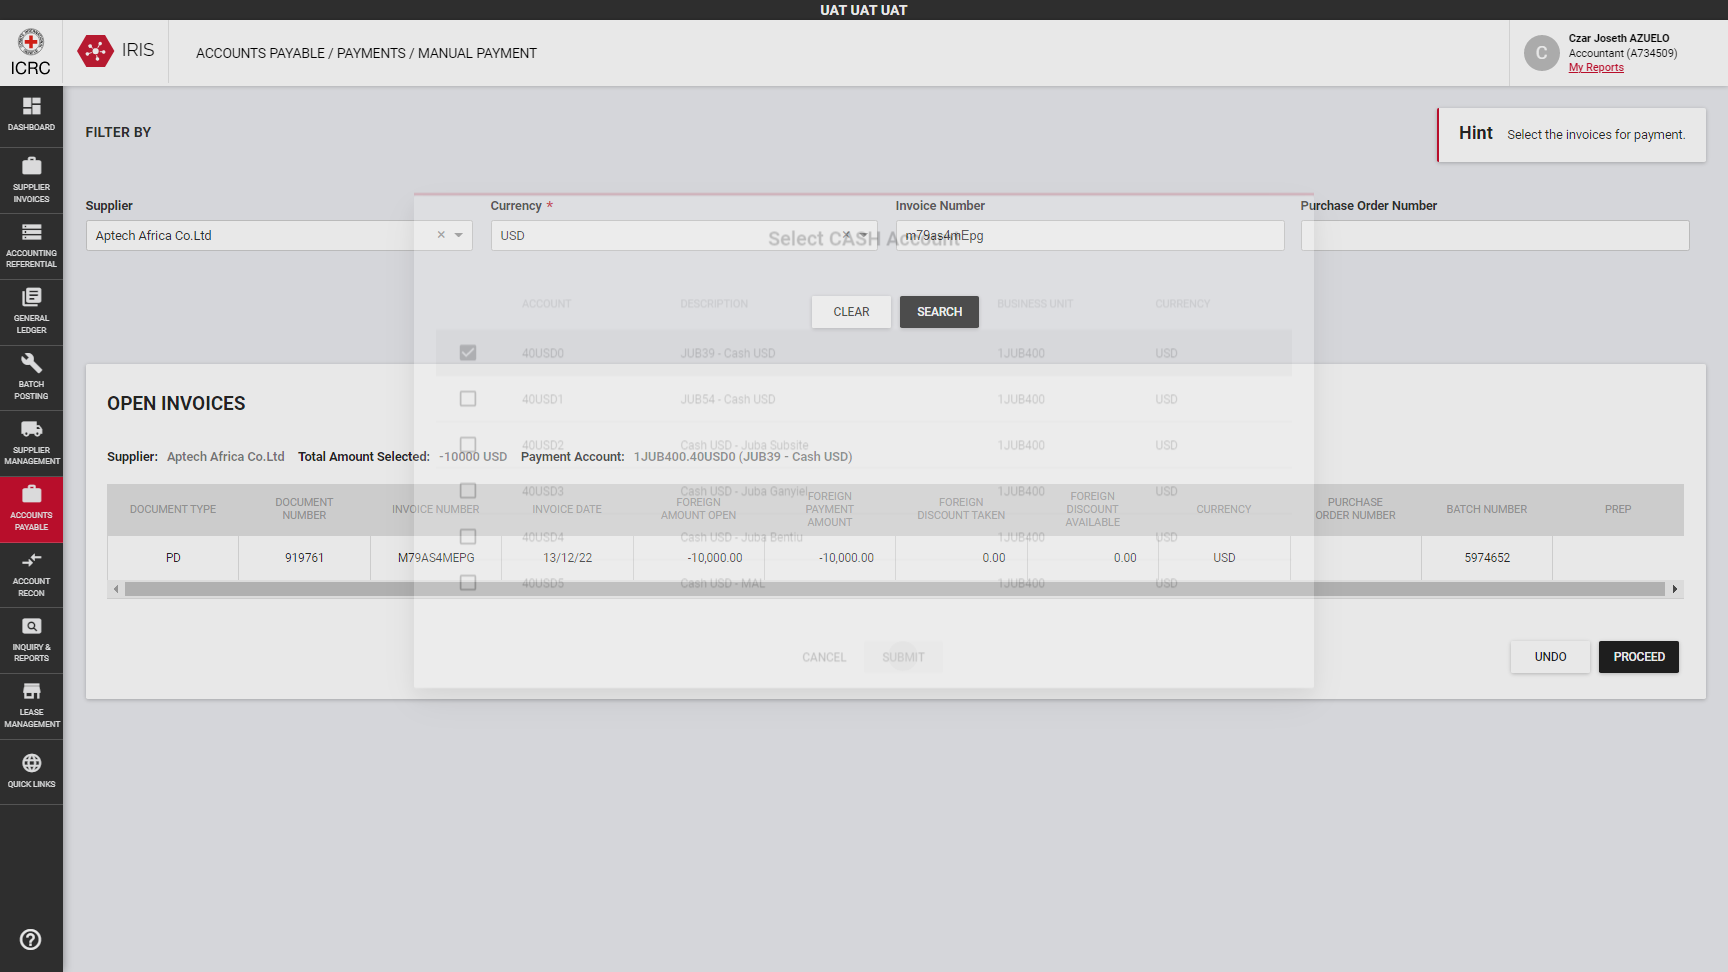 UAT UAT UAT
ICRC
IRIS
ACCOUNTS PAYABLE / PAYMENTS / MANUAL PAYMENT
C
Czar Joseth AZUELO
Accountant (A734509)
My Reports
DASHBOARD
SUPPLIER
INVOICES
ACCOUNTING
REFERENTIAL
GENERAL
LEDGER
BATCH
POSTING
SUPPLIER
MANAGEMENT
ACCOUNTS
PAYABLE
ACCOUNT
RECON
INQUIRY &
REPORTS
LEASE
MANAGEMENT
QUICK LINKS
FILTER BY
Hint Select the invoices for payment.
Supplier
Currency *
Invoice Number
Purchase Order Number
Aptech Africa Co.Ltd
USD
m79as4mEpg
CLEAR
SEARCH
Select CASH Account
ACCOUNT DESCRIPTION BUSINESS UNIT CURRENCY
40USD0 JUB39 - Cash USD 1JUB400 USD
40USD1 JUB54 - Cash USD 1JUB400 USD
40USD2 Cash USD - Juba Subsite 1JUB400 USD
40USD3 Cash USD - Juba Ganyiel 1JUB400 USD
40USD4 Cash USD - Juba Bentiu 1JUB400 USD
40USD5 Cash USD - MAL 1JUB400 USD
CANCEL
SUBMIT
OPEN INVOICES
Supplier: Aptech Africa Co.Ltd Total Amount Selected: -10000 USD Payment Account: 1JUB400.40USD0 (JUB39 - Cash USD)
DOCUMENT TYPE
DOCUMENT
NUMBER
INVOICE NUMBER
INVOICE DATE
FOREIGN
AMOUNT OPEN
FOREIGN
PAYMENT
AMOUNT
FOREIGN
DISCOUNT TAKEN
FOREIGN
DISCOUNT
AVAILABLE
CURRENCY
PURCHASE
ORDER NUMBER
BATCH NUMBER
PREP
PD 919761 M79AS4MEPG 13/12/22 -10,000.00 -10,000.00 0.00 0.00 USD 5974652
UNDO
PROCEED